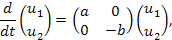 d/dt (u₁ u₂) = (a 0 0 −b)(u₁ u₂),